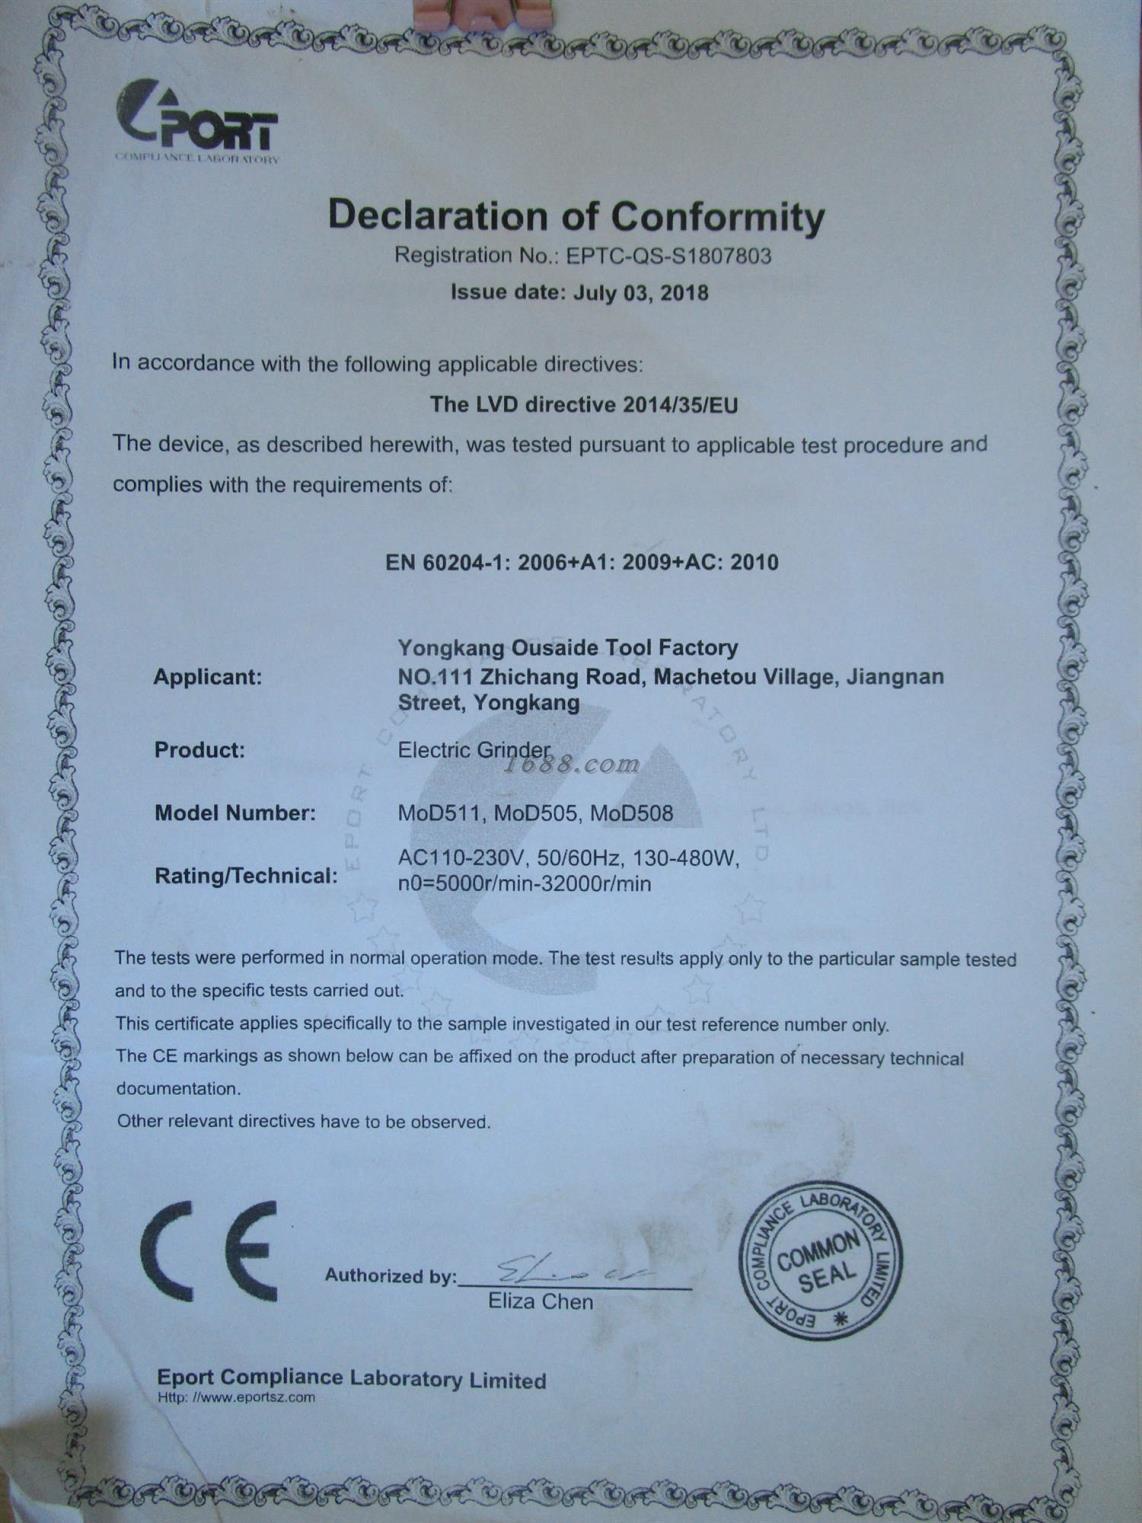 EPORT
COMPLIANCE LABORATORY
Declaration of Conformity
Registration No.: EPTC-QS-S1807803
Issue date: July 03, 2018
In accordance with the following applicable directives:
The LVD directive 2014/35/EU
The device, as described herewith, was tested pursuant to applicable test procedure and
complies with the requirements of:
EN 60204-1: 2006+A1: 2009+AC: 2010
Yongkang Ousaide Tool Factory
Applicant: NO.111 Zhichang Road, Machetou Village, Jiangnan
Street, Yongkang
Product: Electric Grinder
1688.com
Model Number: MoD511, MoD505, MoD508
Rating/Technical: AC110-230V, 50/60Hz, 130-480W,
n0=5000r/min-32000r/min
EPORT COMPLIANCE LABORATORY LTD
The tests were performed in normal operation mode. The test results apply only to the particular sample tested
and to the specific tests carried out.
This certificate applies specifically to the sample investigated in our test reference number only.
The CE markings as shown below can be affixed on the product after preparation of necessary technical
documentation.
Other relevant directives have to be observed.
CE
Authorized by:
Eliza Chen
EPORT COMPLIANCE LABORATORY LIMITED
COMMON
SEAL
Eport Compliance Laboratory Limited
Http: //www.eportsz.com